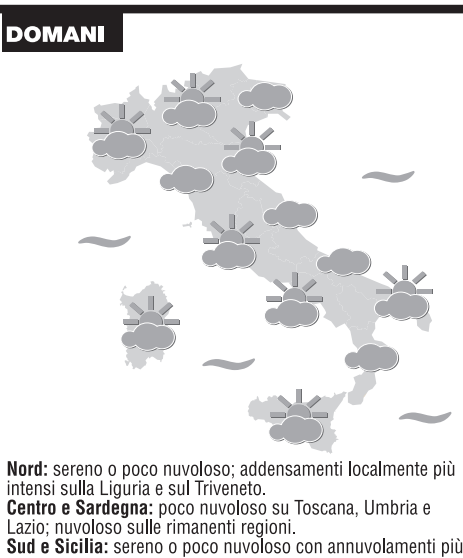 DOMANI
Nord: sereno o poco nuvoloso; addensamenti localmente più
intensi sulla Liguria e sul Triveneto.
Centro e Sardegna: poco nuvoloso su Toscana, Umbria e
Lazio; nuvoloso sulle rimanenti regioni.
Sud e Sicilia: sereno o poco nuvoloso con annuvolamenti più